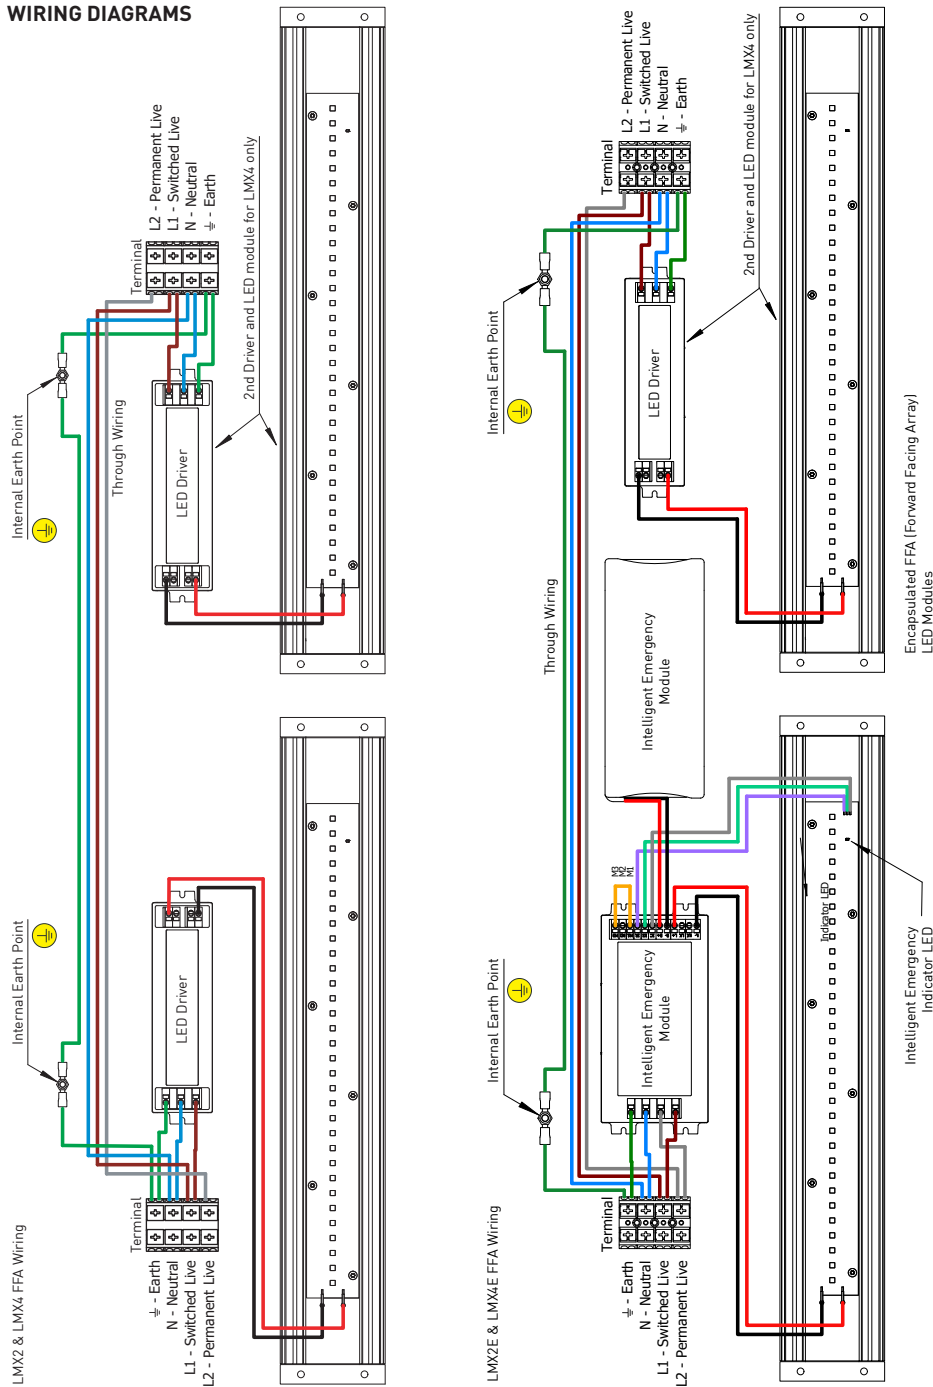 WIRING DIAGRAMS
LMX2 & LMX4 FFA Wiring
Internal Earth Point
Internal Earth Point
Through Wiring
Terminal
⏚ - Earth
N - Neutral
L1 - Switched Live
L2 - Permanent Live
LED Driver
LED Driver
Terminal
L2 - Permanent Live
L1 - Switched Live
N - Neutral
⏚ - Earth
2nd Driver and LED module for LMX4 only
LMX2E & LMX4E FFA Wiring
Internal Earth Point
Internal Earth Point
Through Wiring
Terminal
⏚ - Earth
N - Neutral
L1 - Switched Live
L2 - Permanent Live
Intelligent Emergency
Module
M3
M2
M1
Intelligent Emergency
Module
LED Driver
Terminal
L2 - Permanent Live
L1 - Switched Live
N - Neutral
⏚ - Earth
2nd Driver and LED module for LMX4 only
Indicator LED
Intelligent Emergency
Indicator LED
Encapsulated FFA (Forward Facing Array)
LED Modules